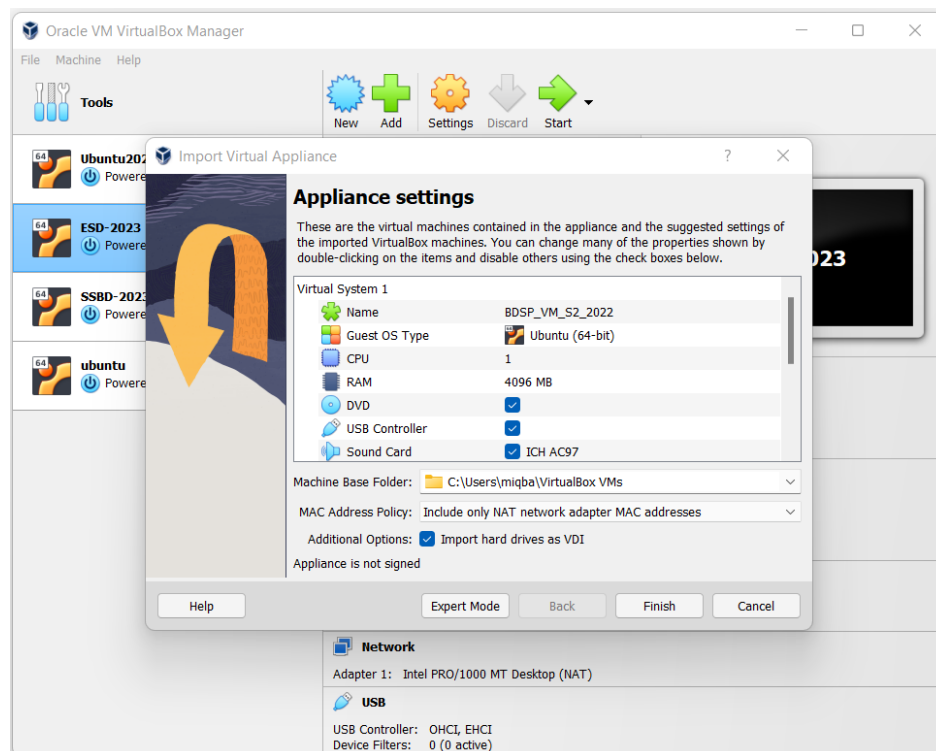 Oracle VM VirtualBox Manager
File Machine Help
Tools
New Add Settings Discard Start
64
Powere
64
ESD-2023
Powere
64
Powere
64
ubuntu
Powere
023
Import Virtual Appliance
?
Appliance settings
These are the virtual machines contained in the appliance and the suggested settings of
the imported VirtualBox machines. You can change many of the properties shown by
double-clicking on the items and disable others using the check boxes below.
Virtual System 1
Name BDSP_VM_S2_2022
Guest OS Type Ubuntu (64-bit)
CPU 1
RAM 4096 MB
DVD
USB Controller
Sound Card ICH AC97
Machine Base Folder: C:\Users\miqba\VirtualBox VMs
MAC Address Policy: Include only NAT network adapter MAC addresses
Additional Options: Import hard drives as VDI
Appliance is not signed
Help Expert Mode Back Finish Cancel
Network
Adapter 1: Intel PRO/1000 MT Desktop (NAT)
USB
USB Controller: OHCI, EHCI
Device Filters: 0 (0 active)